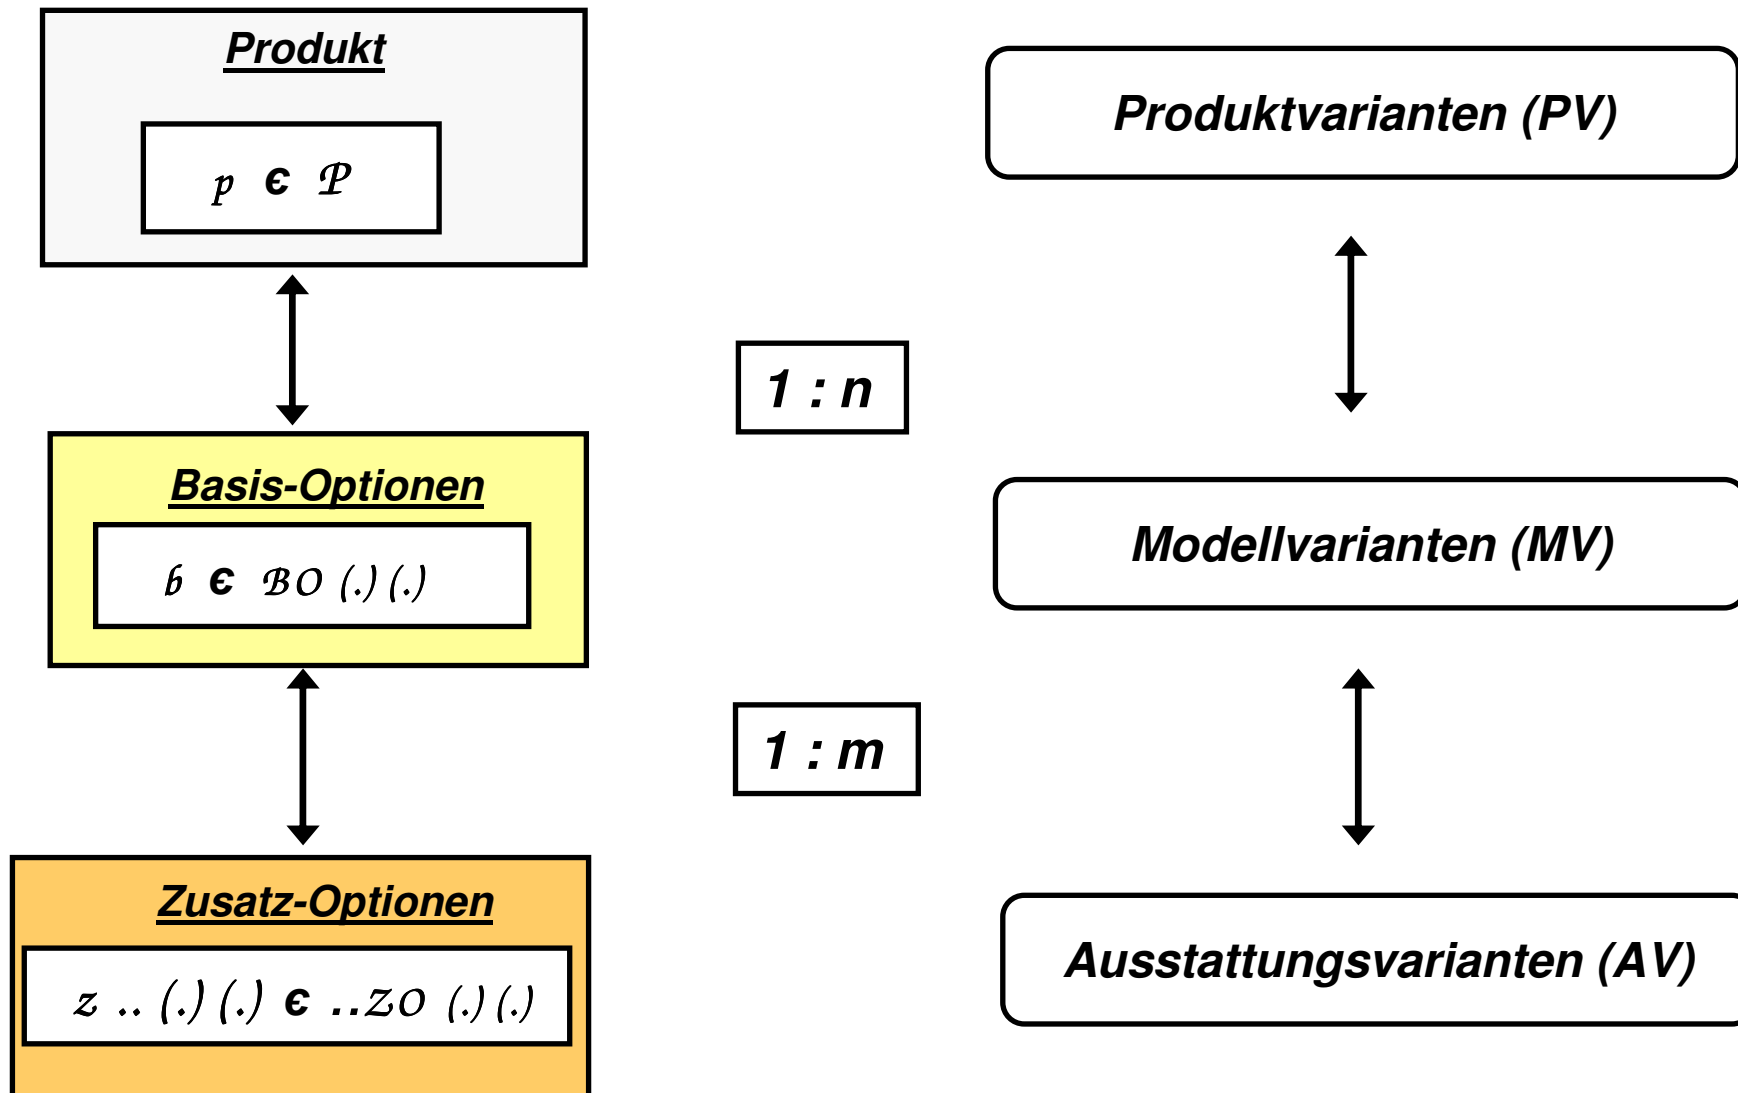 Produkt
p є P
Produktvarianten (PV)
1 : n
Basis-Optionen
b є BO (.) (.)
Modellvarianten (MV)
1 : m
Zusatz-Optionen
z .. (.) (.) є ..ZO (.) (.)
Ausstattungsvarianten (AV)